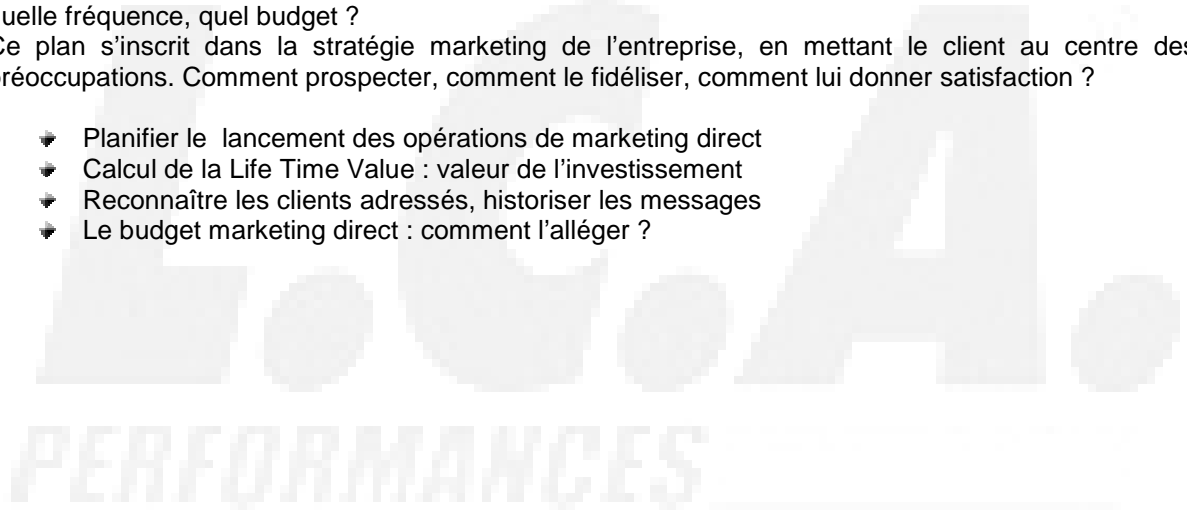 uelle fréquence, quel budget ?
Ce plan s’inscrit dans la stratégie marketing de l’entreprise, en mettant le client au centre des
préoccupations. Comment prospecter, comment le fidéliser, comment lui donner satisfaction ?
Planifier le lancement des opérations de marketing direct
Calcul de la Life Time Value : valeur de l’investissement
Reconnaître les clients adressés, historiser les messages
Le budget marketing direct : comment l’alléger ?
L.C.A.
PERFORMANCES